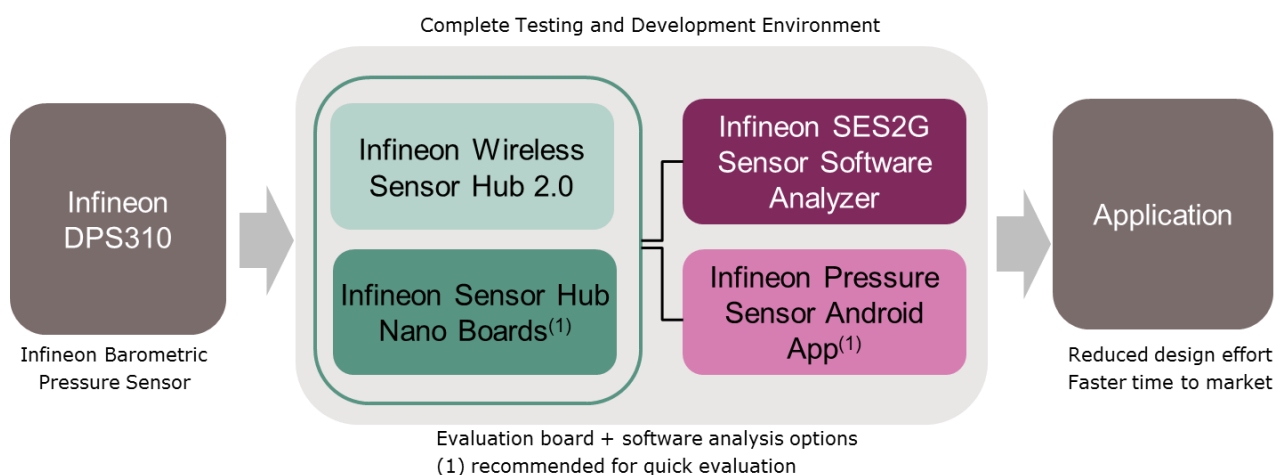 Complete Testing and Development Environment
Infineon
DPS310
Infineon Barometric
Pressure Sensor
Infineon Wireless
Sensor Hub 2.0
Infineon Sensor Hub
Nano Boards(1)
Infineon SES2G
Sensor Software
Analyzer
Infineon Pressure
Sensor Android
App(1)
Application
Reduced design effort
Faster time to market
Evaluation board + software analysis options
(1) recommended for quick evaluation